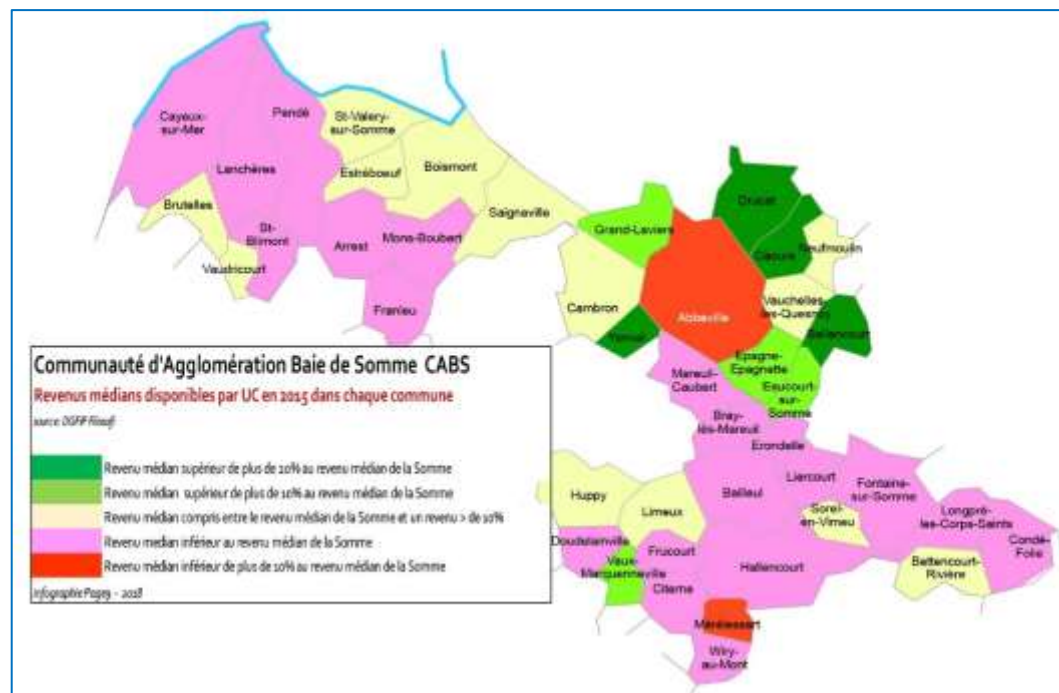 Cayeux-
sur-Mer
Pendé
St-Valery-
sur-Somme
Lanchères
Estréboeuf
Boismont
Brutelles
Saigneville
St-
Blimont
Arrest
Mons-Boubert
Vaudricourt
Franleu
Grand-Laviers
Drucat
Caours
Neufmoulin
Cambron
Abbeville
Vauchelles-
les-Quesnoy
Yonval
Bellancourt
Epagne-
Epagnette
Mareuil-
Caubert
Eaucourt-
sur-
Somme
Bray-
lès-Mareuil
Erondelle
Liercourt
Fontaine-
sur-Somme
Huppy
Bailleul
Limeux
Sorel-
en-Vimeu
Longpré-
les-Corps-Saints
Condé-
Folie
Doudelainville
Frucourt
Vaux-
Marquenneville
Citerne
Hallencourt
Bettencourt-
Rivière
Mérélessart
Wiry-
au-Mont
Communauté d'Agglomération Baie de Somme CABS
Revenus médians disponibles par UC en 2015 dans chaque commune
source: DGFIP Filosofi
Revenu médian supérieur de plus de 20% au revenu médian de la Somme
Revenu médian supérieur de plus de 10% au revenu médian de la Somme
Revenu médian compris entre le revenu médian de la Somme et un revenu > de 10%
Revenu median inférieur au revenu médian de la Somme
Revenu médian inférieur de plus de 10% au revenu médian de la Somme
Infographie Pagny - 2018